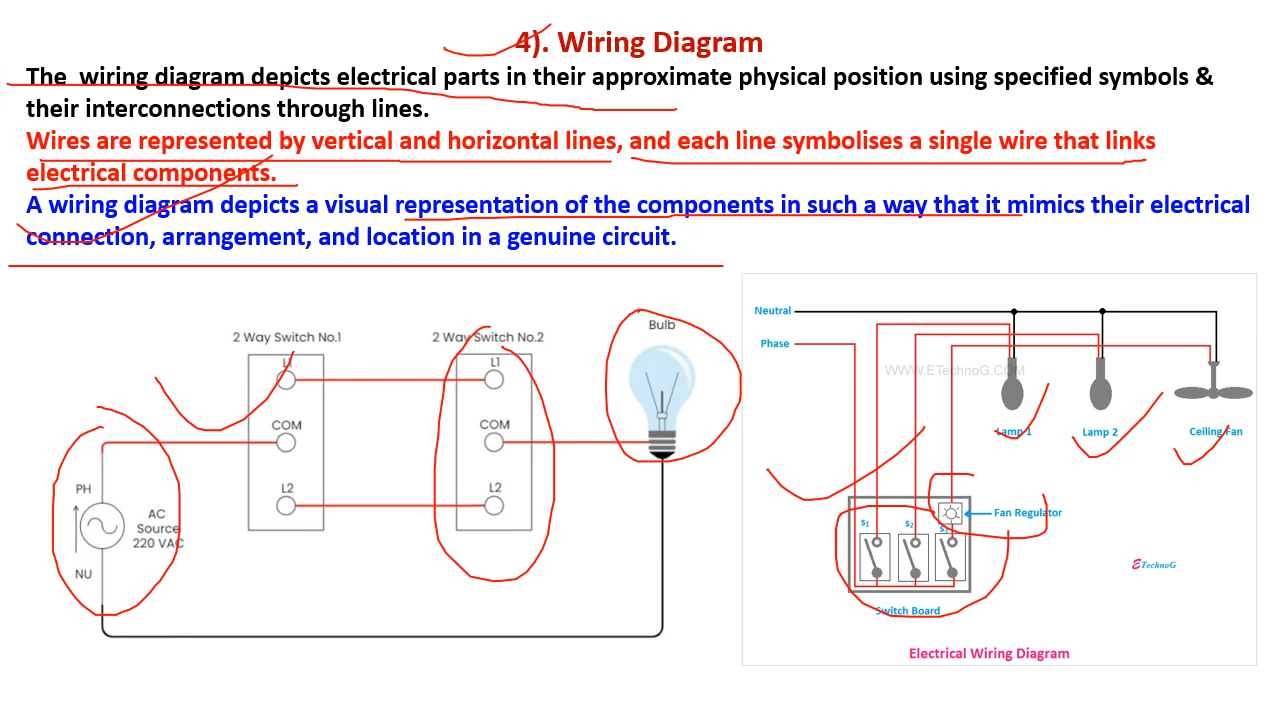 4). Wiring Diagram
The wiring diagram depicts electrical parts in their approximate physical position using specified symbols &
their interconnections through lines.
Wires are represented by vertical and horizontal lines, and each line symbolises a single wire that links
electrical components.
A wiring diagram depicts a visual representation of the components in such a way that it mimics their electrical
connection, arrangement, and location in a genuine circuit.
2 Way Switch No.1
2 Way Switch No.2
Bulb
L1
L1
COM
COM
L2
L2
PH
AC
Source
220 VAC
NU
Neutral
Phase
WWW.ETechnoG.COM
Lamp 1
Lamp 2
Ceiling Fan
Fan Regulator
S1
S2
S3
Switch Board
ETechnoG
Electrical Wiring Diagram